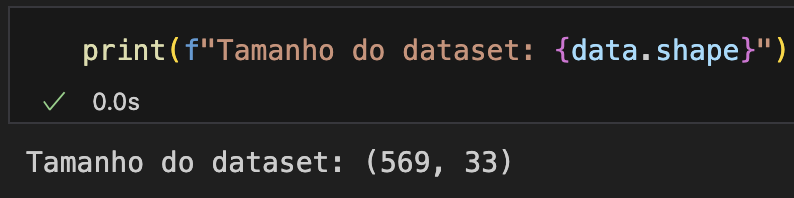 print(f"Tamanho do dataset: {data.shape}")
0.0s
Tamanho do dataset: (569, 33)